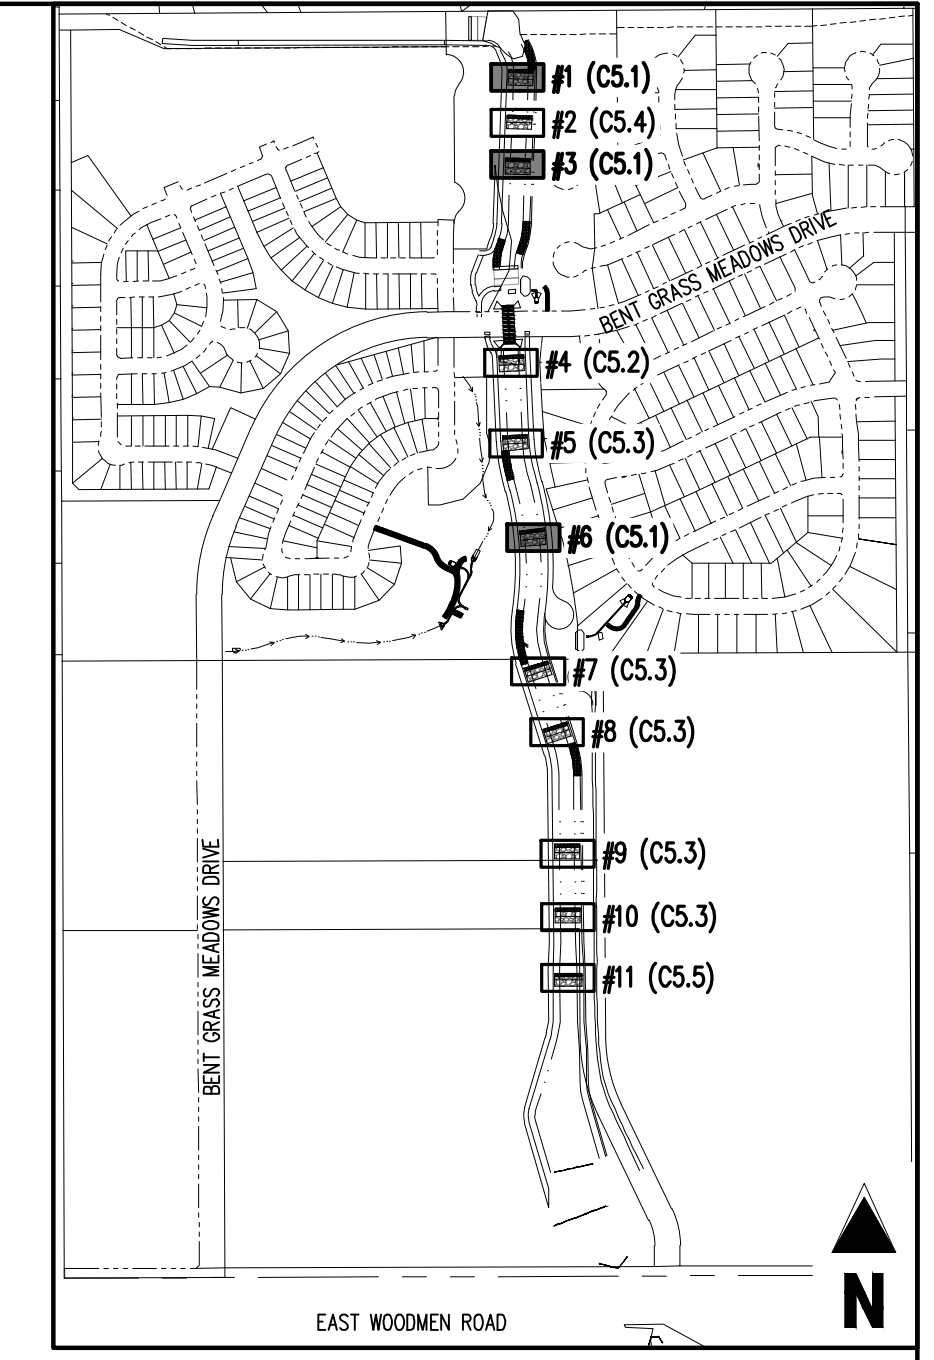 #1 (C5.1)
#2 (C5.4)
#3 (C5.1)
BENT GRASS MEADOWS DRIVE
#4 (C5.2)
#5 (C5.3)
#6 (C5.1)
#7 (C5.3)
#8 (C5.3)
#9 (C5.3)
#10 (C5.3)
#11 (C5.5)
BENT GRASS MEADOWS DRIVE
N
EAST WOODMEN ROAD